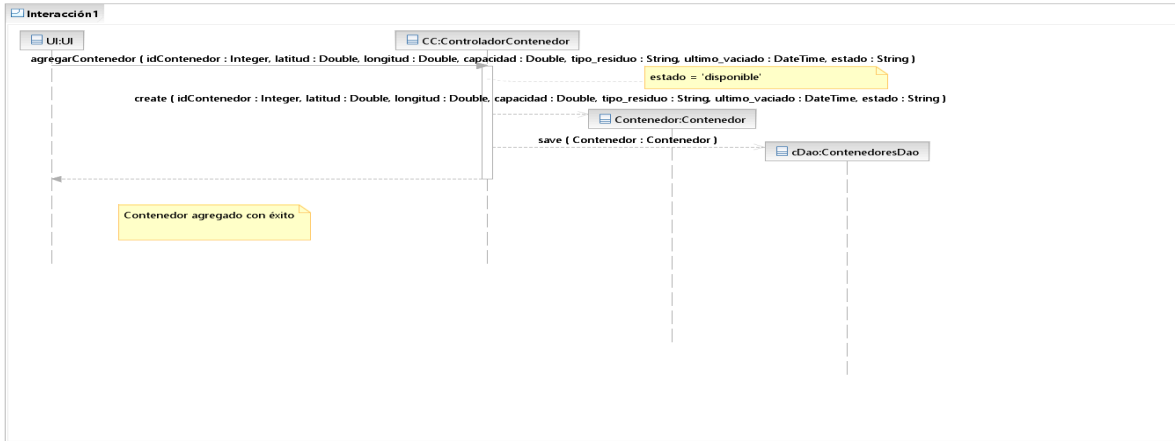 Interacción1
UI:UI
CC:ControladorContenedor
agregarContenedor ( idContenedor : Integer, latitud : Double, longitud : Double, capacidad : Double, tipo_residuo : String, ultimo_vaciado : DateTime, estado : String )
estado = 'disponible'
create ( idContenedor : Integer, latitud : Double, longitud : Double, capacidad : Double, tipo_residuo : String, ultimo_vaciado : DateTime, estado : String )
Contenedor:Contenedor
save ( Contenedor : Contenedor )
cDao:ContenedoresDao
Contenedor agregado con éxito